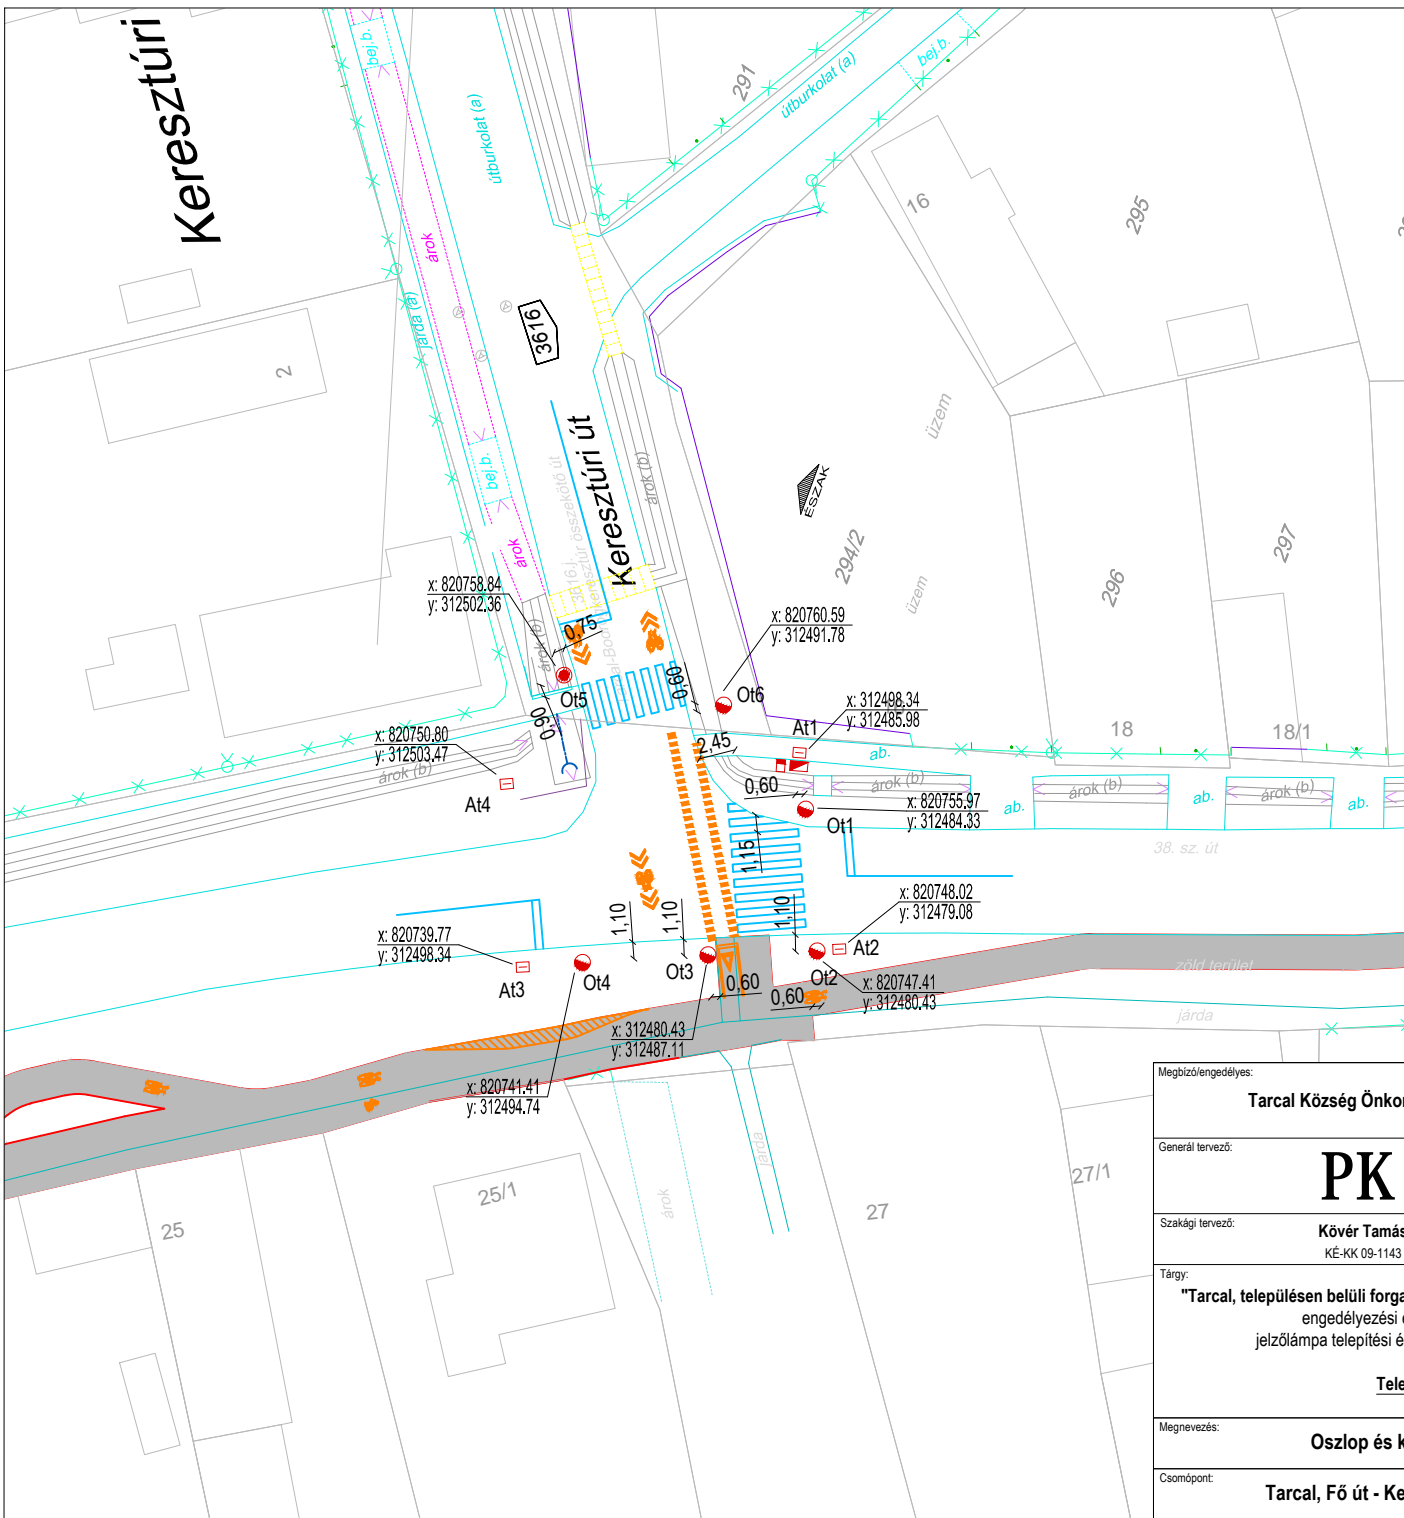 Keresztúri
bej.b.
útburkolat (a)
291
útburkolat (a)
bej.b.
16
295
árok
járda (a)
3616
2
üzem
ÉSZAK
Keresztúri út
árok (b)
bej.b.
294/2
297
296
árok
3616.j.
üzem
x: 820758.84
y: 312502.36
0,75
x: 820760.59
y: 312491.78
árok (b)
0,60
Ot5
Ot6
x: 312498.34
y: 312485.98
0,90
At1
18
18/1
x: 820750.80
y: 312503.47
2,45
ab.
árok (b)
At4
0,60
árok (b)
árok (b)
árok (b)
ab.
ab.
ab.
x: 820755.97
y: 312484.33
Ot1
1,15
38. sz. út
x: 820748.02
y: 312479.08
1,10
1,10
1,10
x: 820739.77
y: 312498.34
At2
At3
Ot4
Ot3
Ot2
zöld terület
0,60
0,60
x: 820747.41
y: 312480.43
járda
x: 312480.43
y: 312487.11
x: 820741.41
y: 312494.74
járda
árok
25/1
25
27
27/1
Megbízó/engedélyes:
Tarcal Község Önkor
Generál tervező:
PK
Szakági tervező:
Kövér Tamás
KÉ-KK 09-1143
Tárgy:
"Tarcal, településen belüli forga
engedélyezési
jelzőlámpa telepítési é
Tele
Megnevezés:
Oszlop és k
Csomópont:
Tarcal, Fő út - Ke